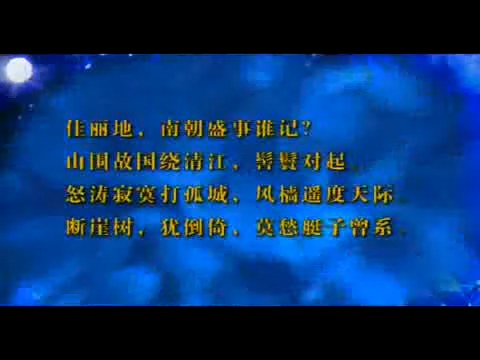 佳丽地，南朝盛事谁记？
山围故国绕清江，髻鬟对起，
怒涛寂寞打孤城，风樯遥度天际，
断崖树，犹倒倚，莫愁艇子曾系，